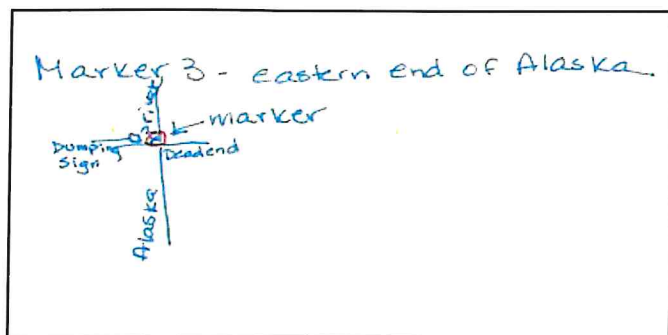 Marker 3 - eastern end of Alaska.
marker
Dumping
Sign
Deadend
Alaska